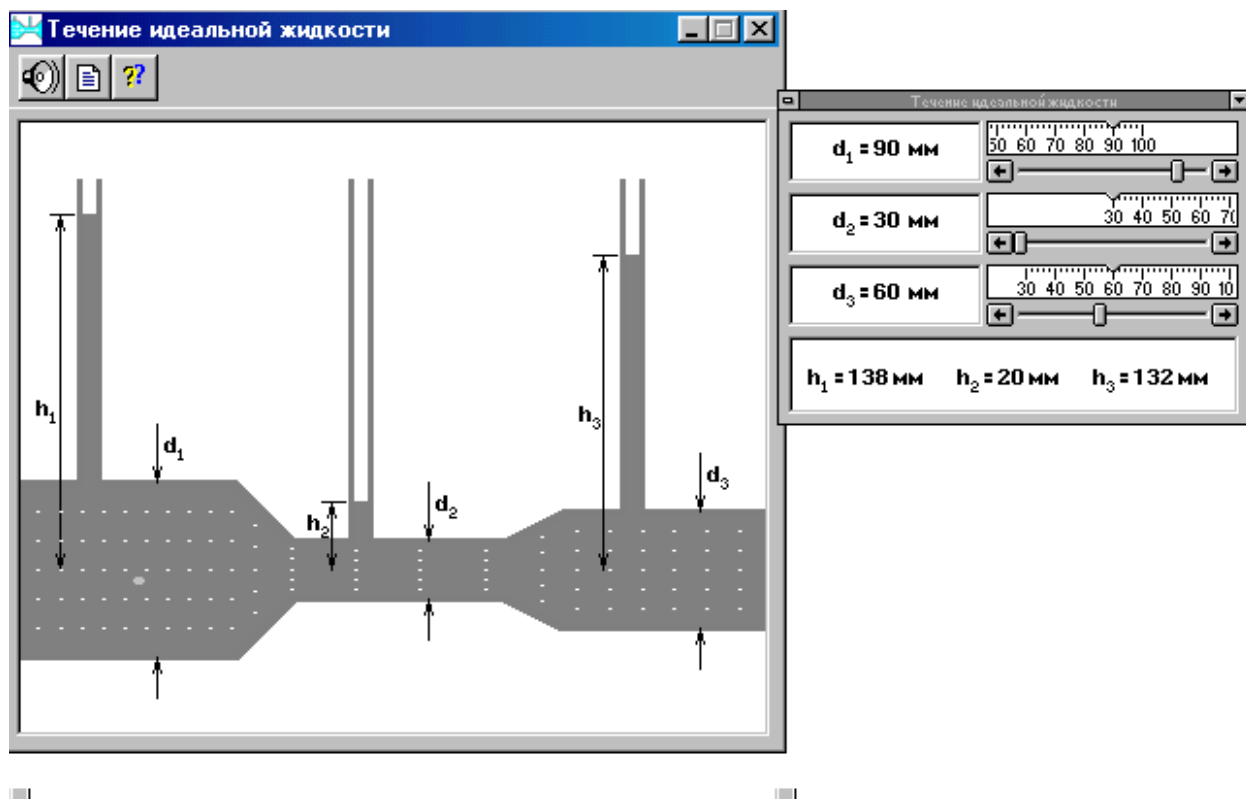 Течение идеальной жидкости
??
h₁
d₁
h₂
d₂
h₃
d₃
Течение идеальной жидкости
d₁ = 90 мм
50 60 70 80 90 100
d₂ = 30 мм
30 40 50 60 70
d₃ = 60 мм
30 40 50 60 70 80 90 10
h₁ = 138 мм h₂ = 20 мм h₃ = 132 мм